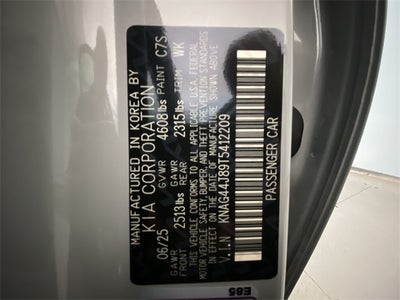 MANUFACTURED IN KOREA BY
KIA CORPORATION
06/25 GVWR 4608lbs PAINT C7S
GAWR FRONT 2513lbs GAWR REAR 2315lbs TRIM WK
THIS VEHICLE CONFORMS TO ALL APPLICABLE U.S.A. FEDERAL
MOTOR VEHICLE SAFETY, BUMPER, AND THEFT PREVENTION STANDARDS
IN EFFECT ON THE DATE OF MANUFACTURE SHOWN ABOVE
V.I.N KNAG44J89T5412209
PASSENGER CAR
E85